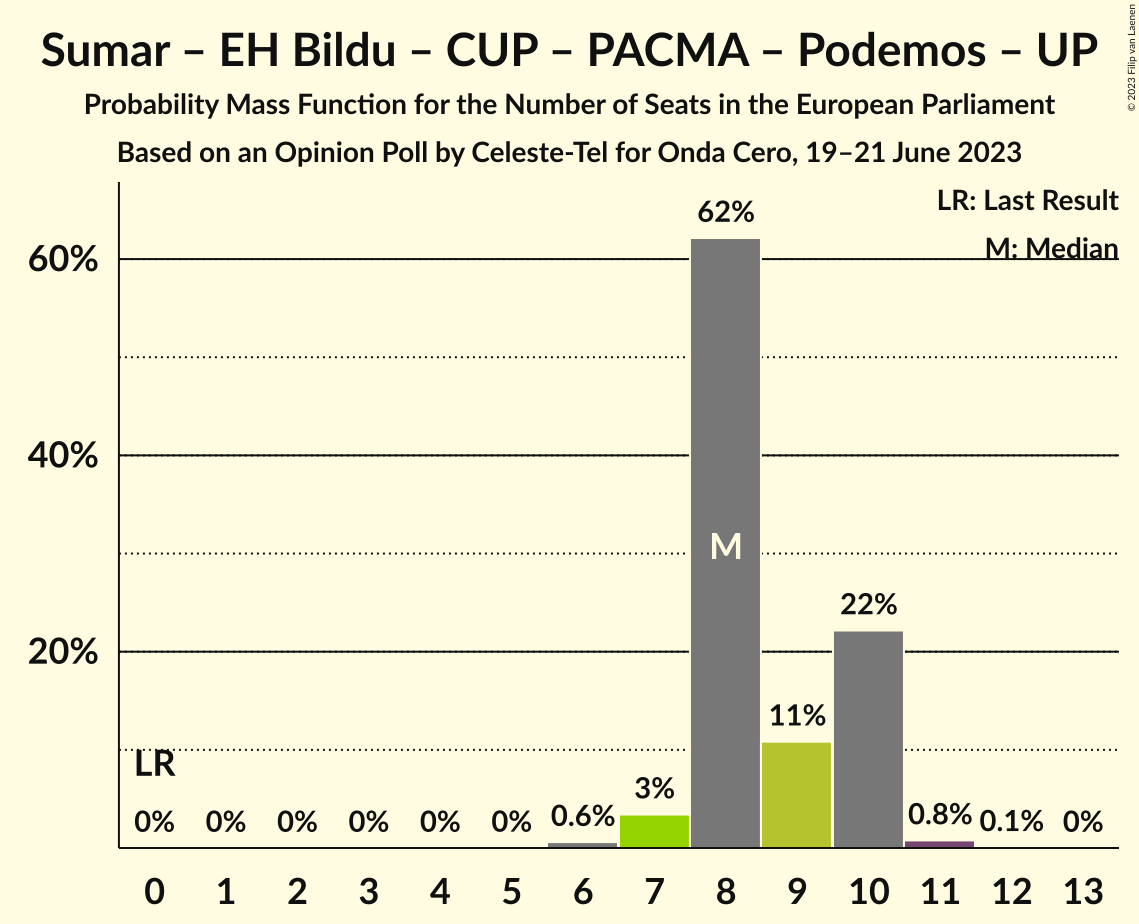 Sumar – EH Bildu – CUP – PACMA – Podemos – UP
Probability Mass Function for the Number of Seats in the European Parliament
Based on an Opinion Poll by Celeste-Tel for Onda Cero, 19–21 June 2023
© 2023 Filip van Laenen
LR: Last Result
M: Median
60%
40%
20%
62%
M
22%
11%
LR
3%
0% 0% 0% 0% 0% 0% 0.6% 0.8% 0.1% 0%
0 1 2 3 4 5 6 7 8 9 10 11 12 13